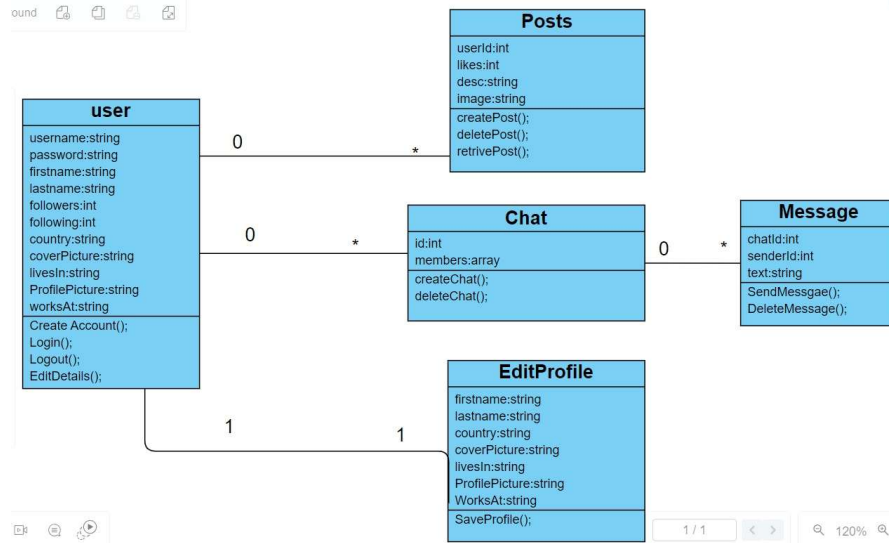 ound
Posts
userId:int
likes:int
desc:string
image:string
createPost();
deletePost();
retrivePost();
user
username:string
password:string
firstname:string
lastname:string
followers:int
following:int
country:string
coverPicture:string
livesIn:string
ProfilePicture:string
worksAt:string
Create Account();
Login();
Logout();
EditDetails();
0
*
0
*
Chat
id:int
members:array
createChat();
deleteChat();
0
*
Message
chatId:int
senderId:int
text:string
SendMessgae();
DeleteMessage();
1
1
EditProfile
firstname:string
lastname:string
country:string
coverPicture:string
livesIn:string
ProfilePicture:string
WorksAt:string
SaveProfile();
1 / 1
120%